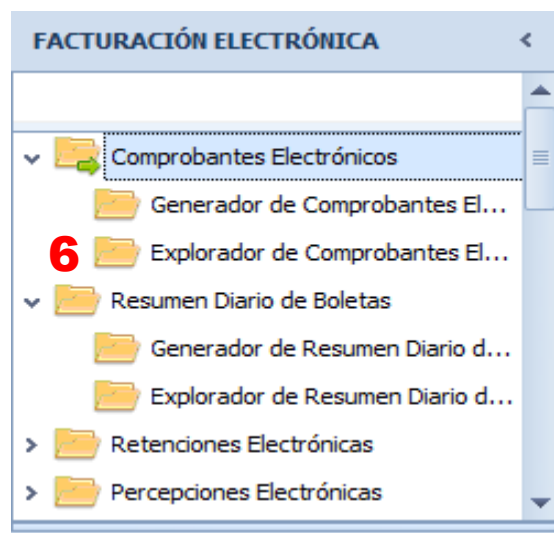 FACTURACIÓN ELECTRÓNICA
Comprobantes Electrónicos
Generador de Comprobantes El...
6 Explorador de Comprobantes El...
Resumen Diario de Boletas
Generador de Resumen Diario d...
Explorador de Resumen Diario d...
Retenciones Electrónicas
Percepciones Electrónicas